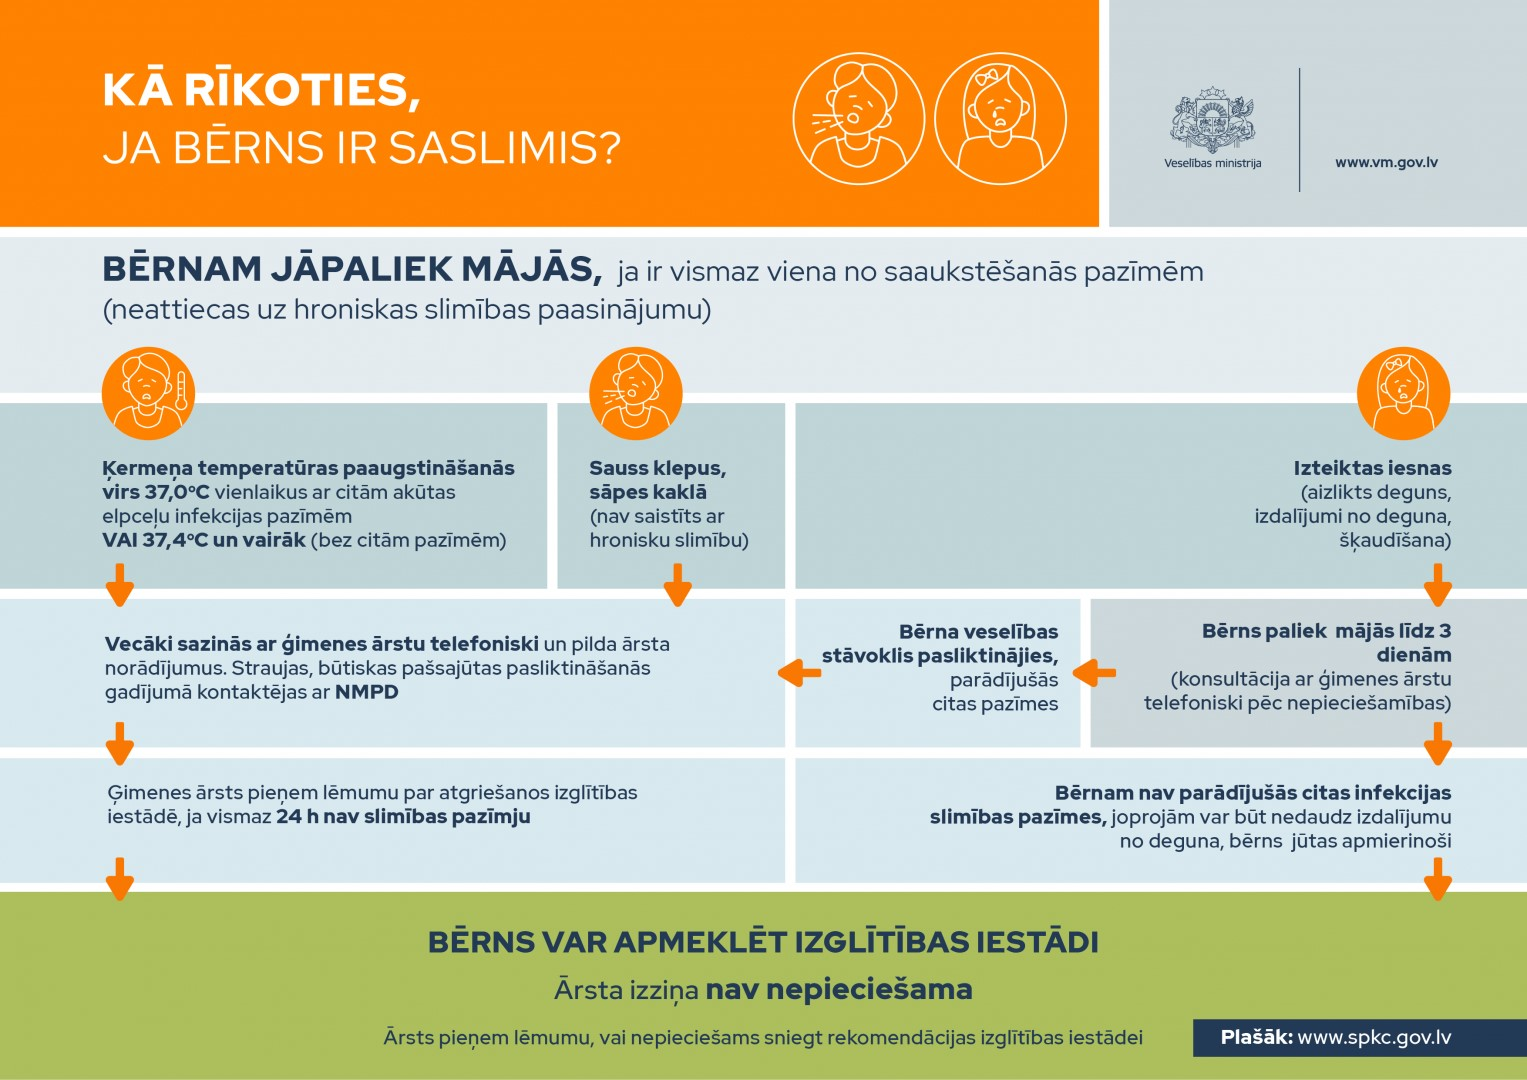 KĀ RĪKOTIES,
JA BĒRNS IR SASLIMIS?
Veselības ministrija
www.vm.gov.lv
BĒRNAM JĀPALIEK MĀJĀS, ja ir vismaz viena no saaukstēšanās pazīmēm
(neattiecas uz hroniskas slimības paasinājumu)
Ķermeņa temperatūras paaugstināšanās
virs 37,0ºC vienlaikus ar citām akūtas
elpceļu infekcijas pazīmēm
VAI 37,4ºC un vairāk (bez citām pazīmēm)
Sauss klepus,
sāpes kaklā
(nav saistīts ar
hronisku slimību)
Izteiktas iesnas
(aizlikts deguns,
izdalījumi no deguna,
šķaudīšana)
Vecāki sazinās ar ģimenes ārstu telefoniski un pilda ārsta
norādījumus. Straujas, būtiskas pašsajūtas pasliktināšanās
gadījumā kontaktējas ar NMPD
Bērna veselības
stāvoklis pasliktinājies,
parādījušās
citas pazīmes
Bērns paliek mājās līdz 3
dienām
(konsultācija ar ģimenes ārstu
telefoniski pēc nepieciešamības)
Ģimenes ārsts pieņem lēmumu par atgriešanos izglītības
iestādē, ja vismaz 24 h nav slimības pazīmju
Bērnam nav parādījušās citas infekcijas
slimības pazīmes, joprojām var būt nedaudz izdalījumu
no deguna, bērns jūtas apmierinoši
BĒRNS VAR APMEKLĒT IZGLĪTĪBAS IESTĀDI
Ārsta izziņa nav nepieciešama
Ārsts pieņem lēmumu, vai nepieciešams sniegt rekomendācijas izglītības iestādei
Plašāk: www.spkc.gov.lv